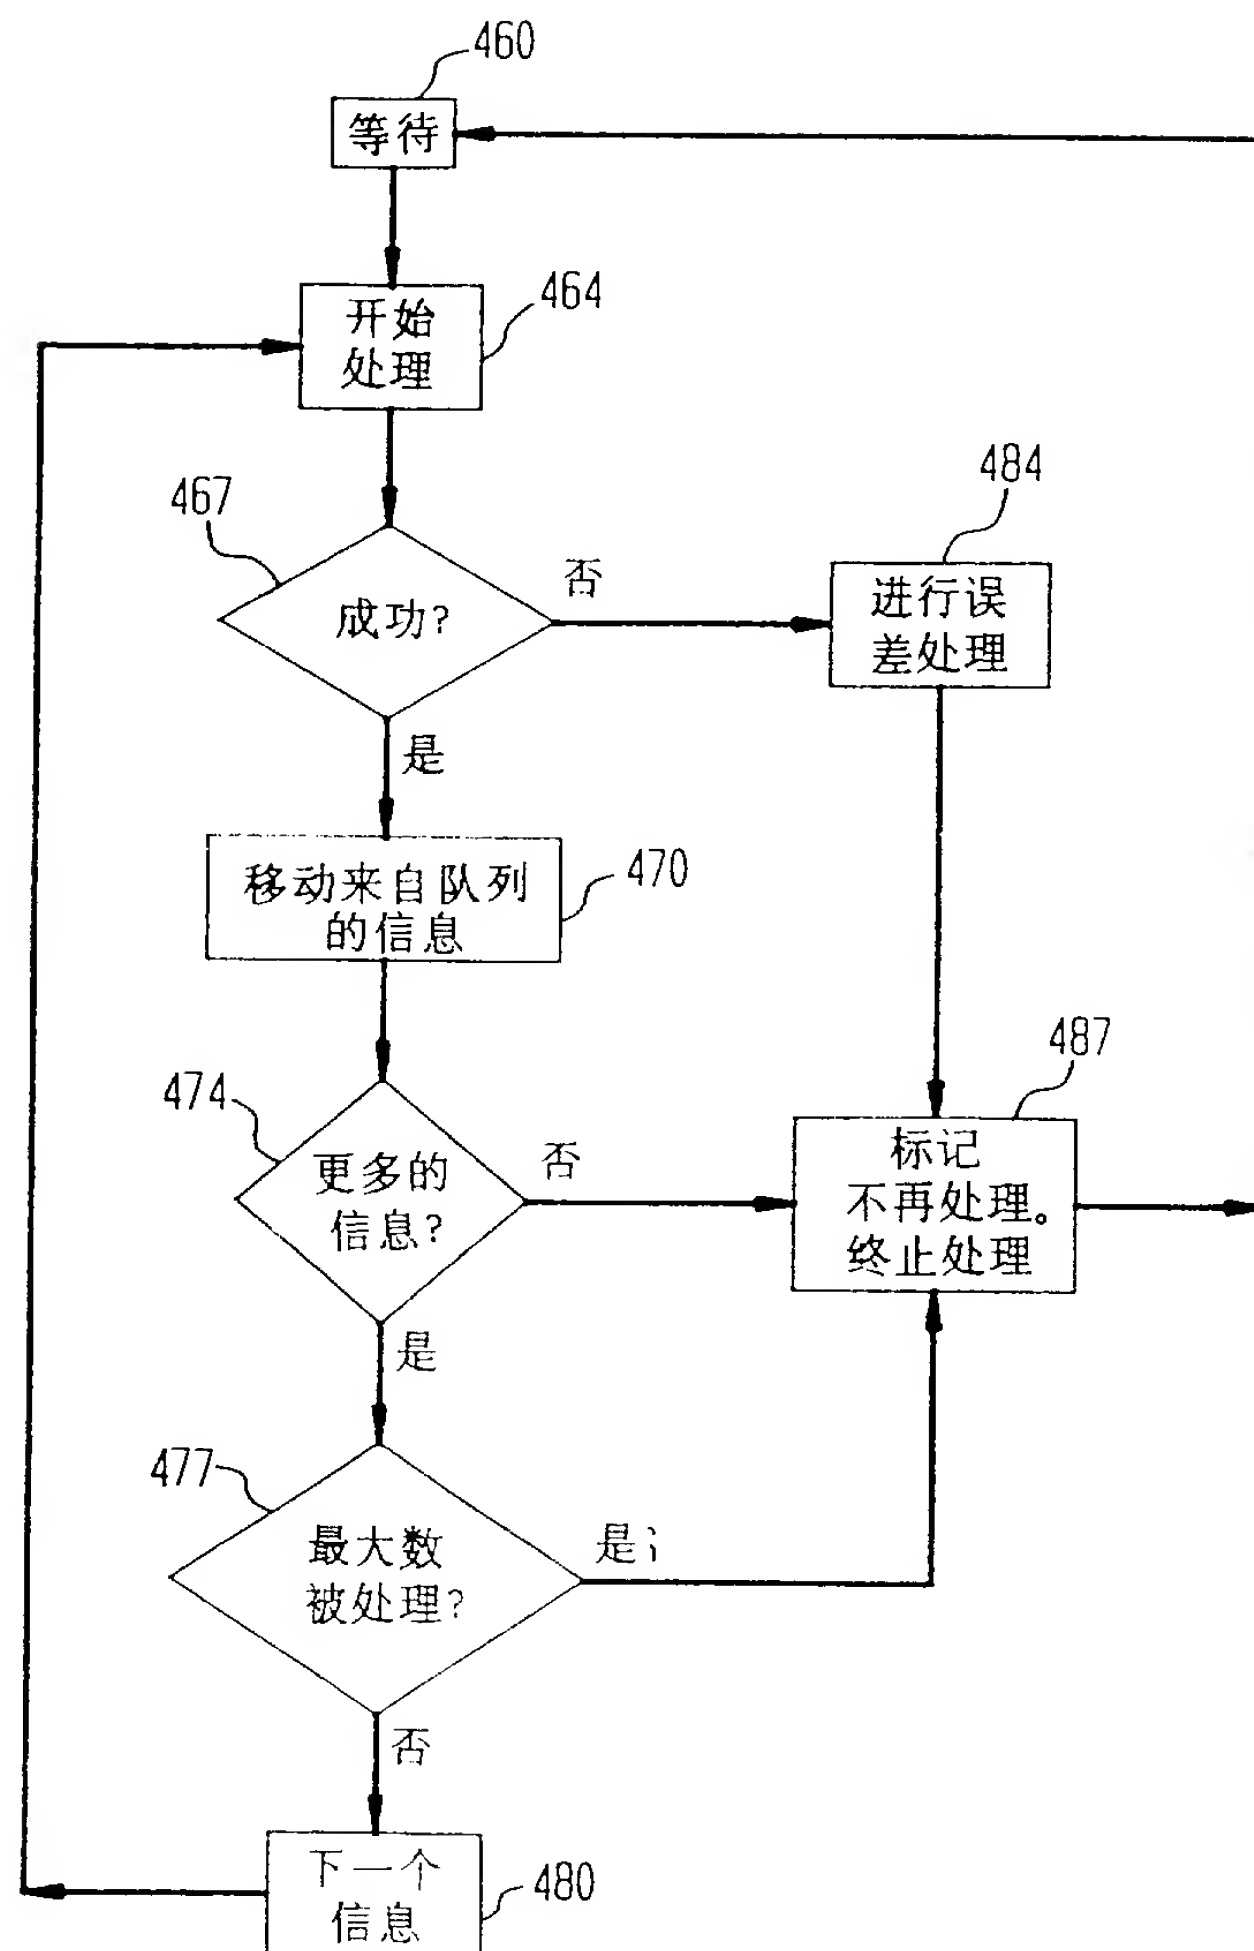 460
等待
464
开始
处理
467
成功?
否
484
进行误
差处理
是
470
移动来自队列
的信息
474
更多的
信息?
否
487
标记
不再处理。
终止处理
是
477
最大数
被处理?
是
否
下一个
信息
480